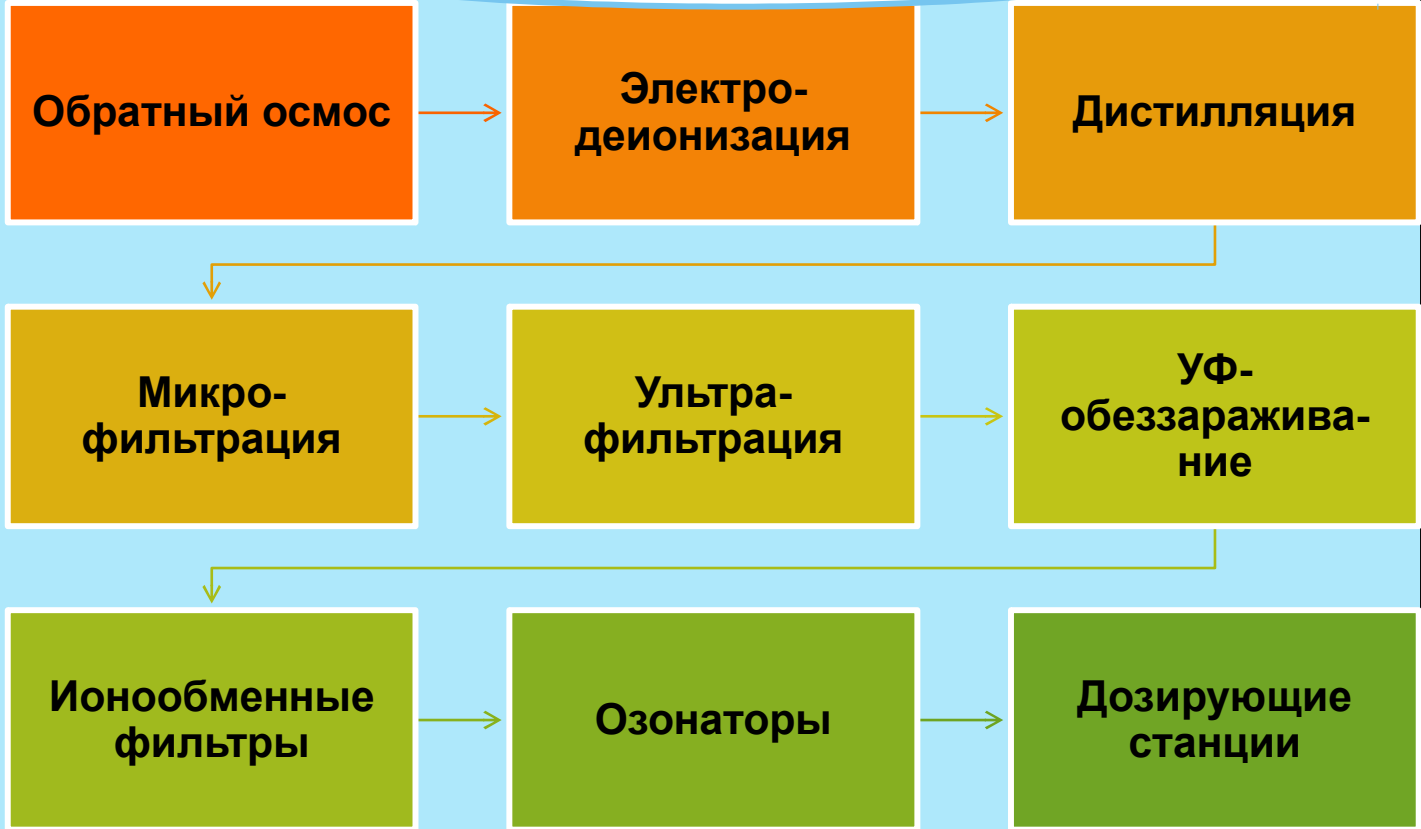 Обратный осмос
Электро-
деионизация
Дистилляция
Микро-
фильтрация
Ультра-
фильтрация
УФ-
обеззаражива-
ние
Ионообменные
фильтры
Озонаторы
Дозирующие
станции